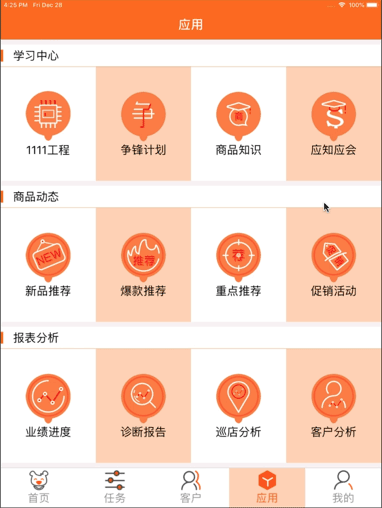 4:25 PM Fri Dec 28
100%
应用
学习中心
1111工程
争锋计划
商品知识
应知应会
商品动态
NEW
推荐
荐
新品推荐
爆款推荐
重点推荐
促销活动
报表分析
业绩进度
诊断报告
巡店分析
客户分析
首页
任务
客户
应用
我的